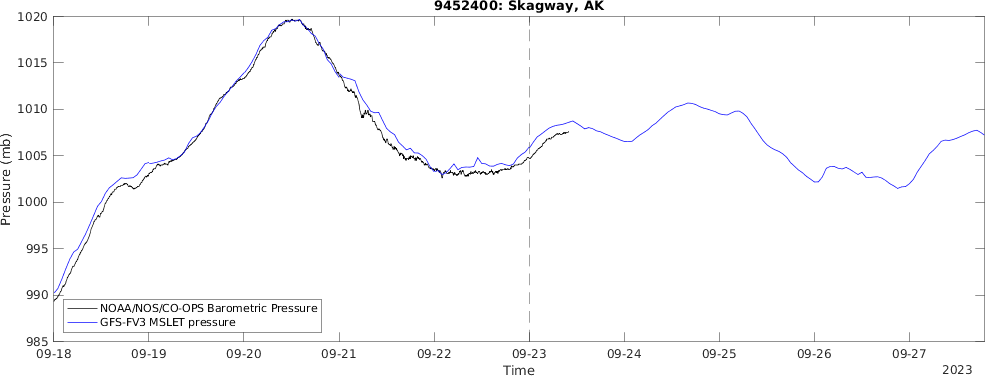 9452400: Skagway, AK
Pressure (mb)
1020
1015
1010
1005
1000
995
990
985
NOAA/NOS/CO-OPS Barometric Pressure
GFS-FV3 MSLET pressure
09-18 09-19 09-20 09-21 09-22 09-23 09-24 09-25 09-26 09-27
Time
2023